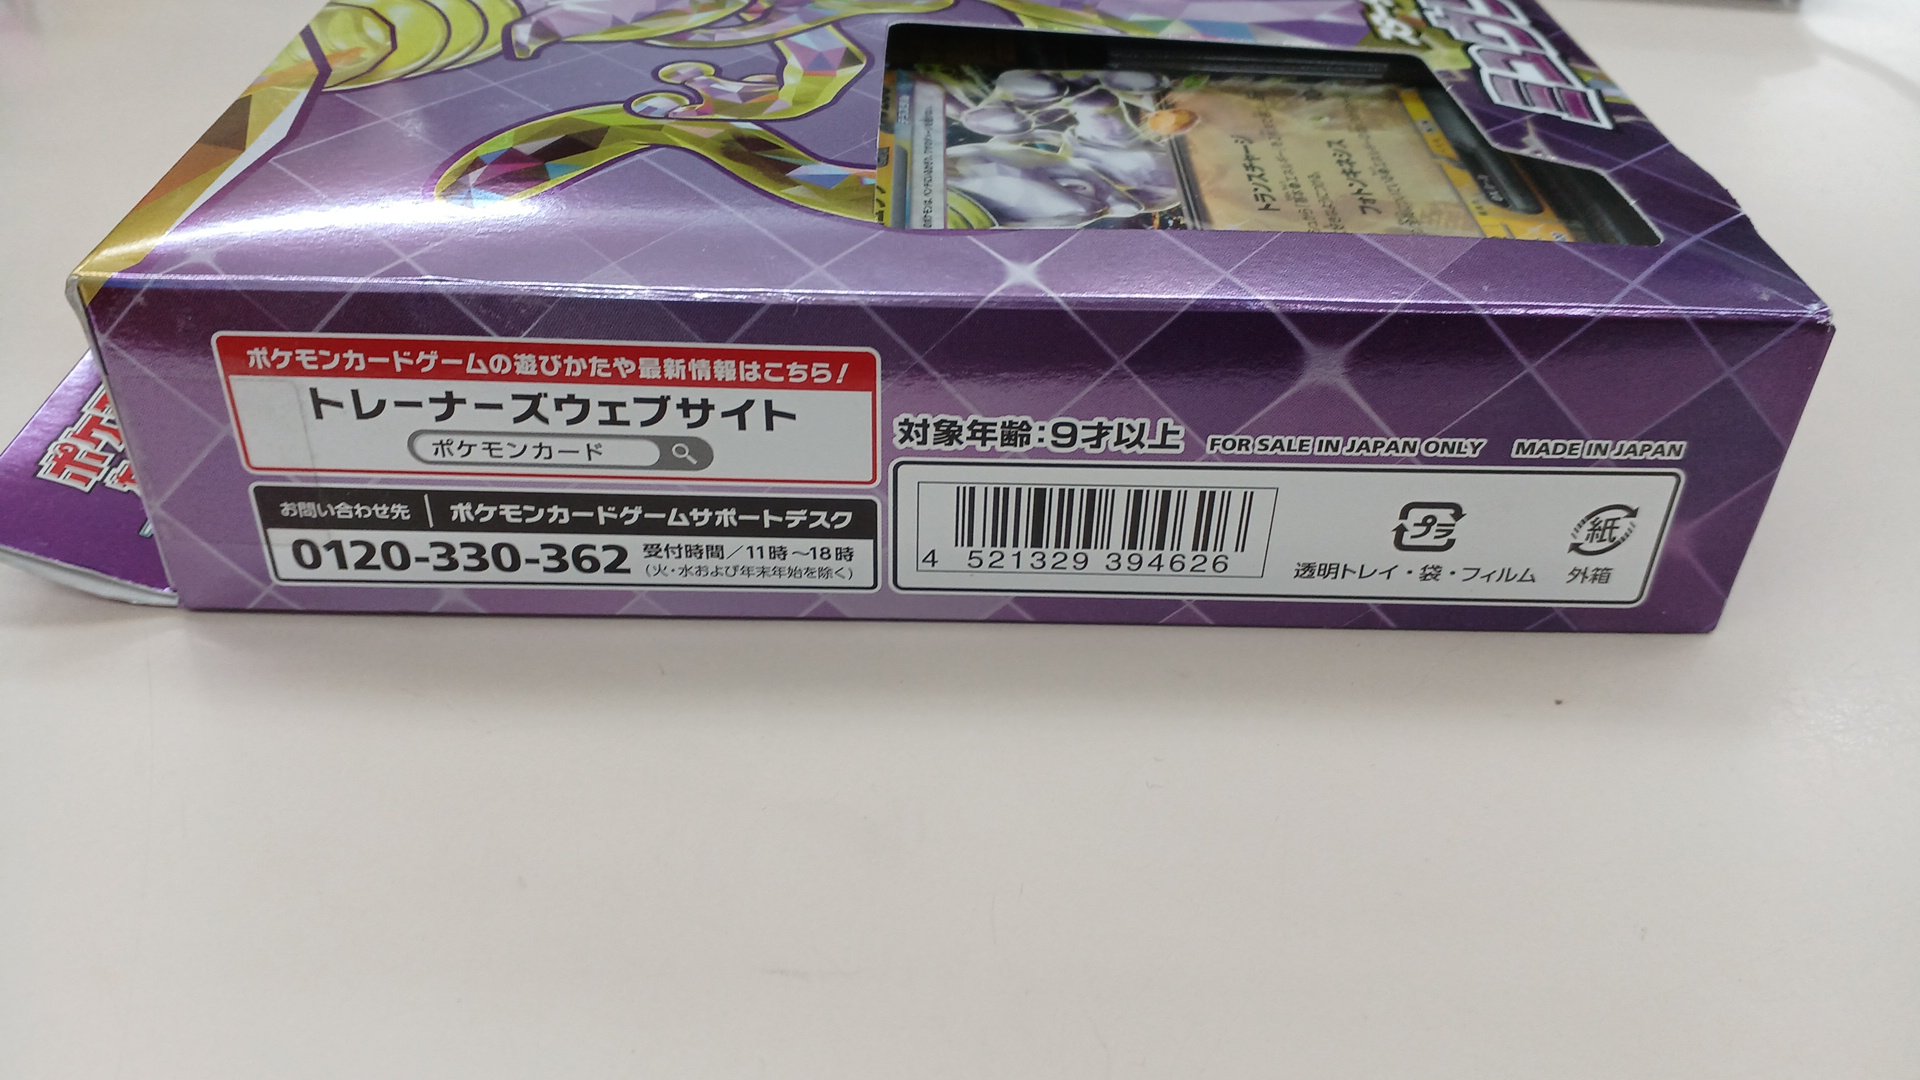 トランスチャージ
フォトンキネシス
ポケモンカードゲームの遊びかたや最新情報はこちら!
トレーナーズウェブサイト
ポケモンカード
お問い合わせ先 | ポケモンカードゲームサポートデスク
0120-330-362 受付時間/11時～18時
(火・水および年末年始を除く)
対象年齢:9才以上 FOR SALE IN JAPAN ONLY MADE IN JAPAN
4 521329 394626
プラ
透明トレイ・袋・フィルム
紙
外箱